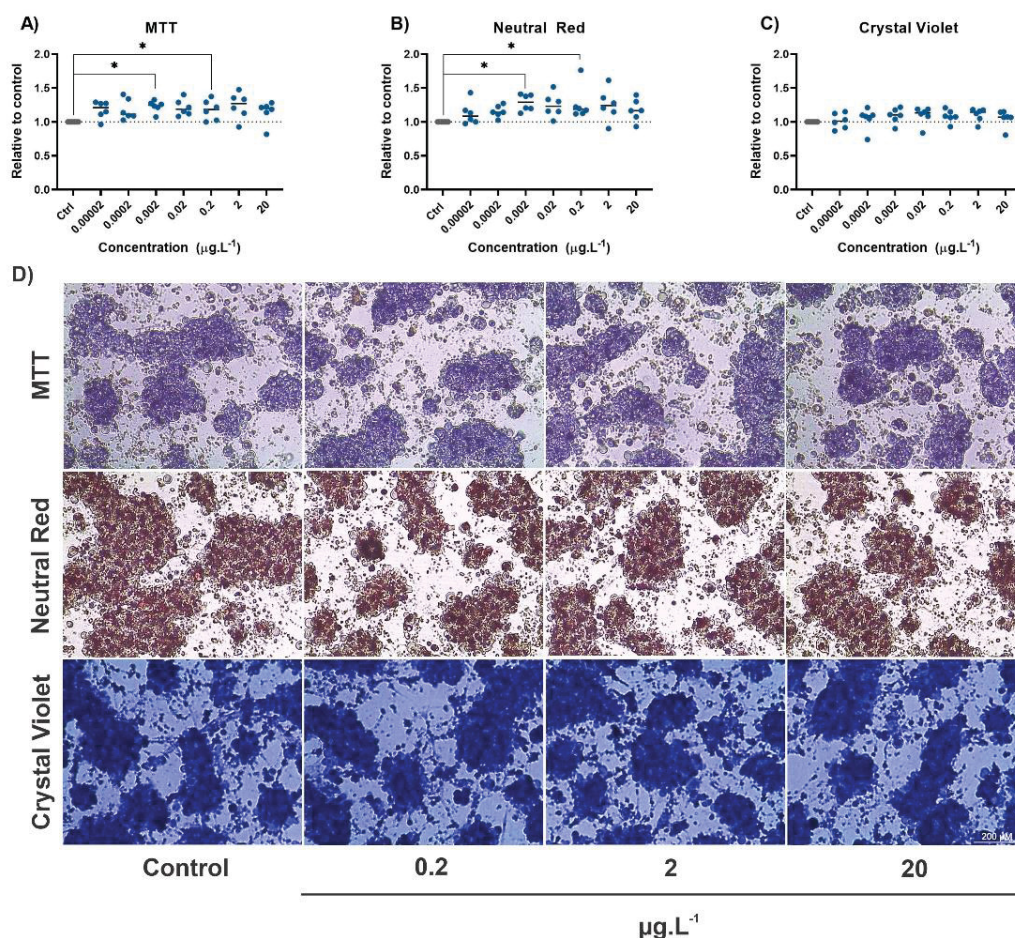 A)
MTT
B)
Neutral Red
C)
Crystal Violet
Relative to control
2.0
1.5
1.0
0.5
0.0
*
*
Ctrl
0.00002
0.0002
0.002
0.02
0.2
2
20
Concentration (µg.L-1)
Relative to control
2.0
1.5
1.0
0.5
0.0
*
*
Ctrl
0.00002
0.0002
0.002
0.02
0.2
2
20
Concentration (µg.L-1)
Relative to control
2.0
1.5
1.0
0.5
0.0
Ctrl
0.00002
0.0002
0.002
0.02
0.2
2
20
Concentration (µg.L-1)
D)
MTT
Neutral Red
Crystal Violet
200 µM
Control
0.2
2
20
µg.L-1